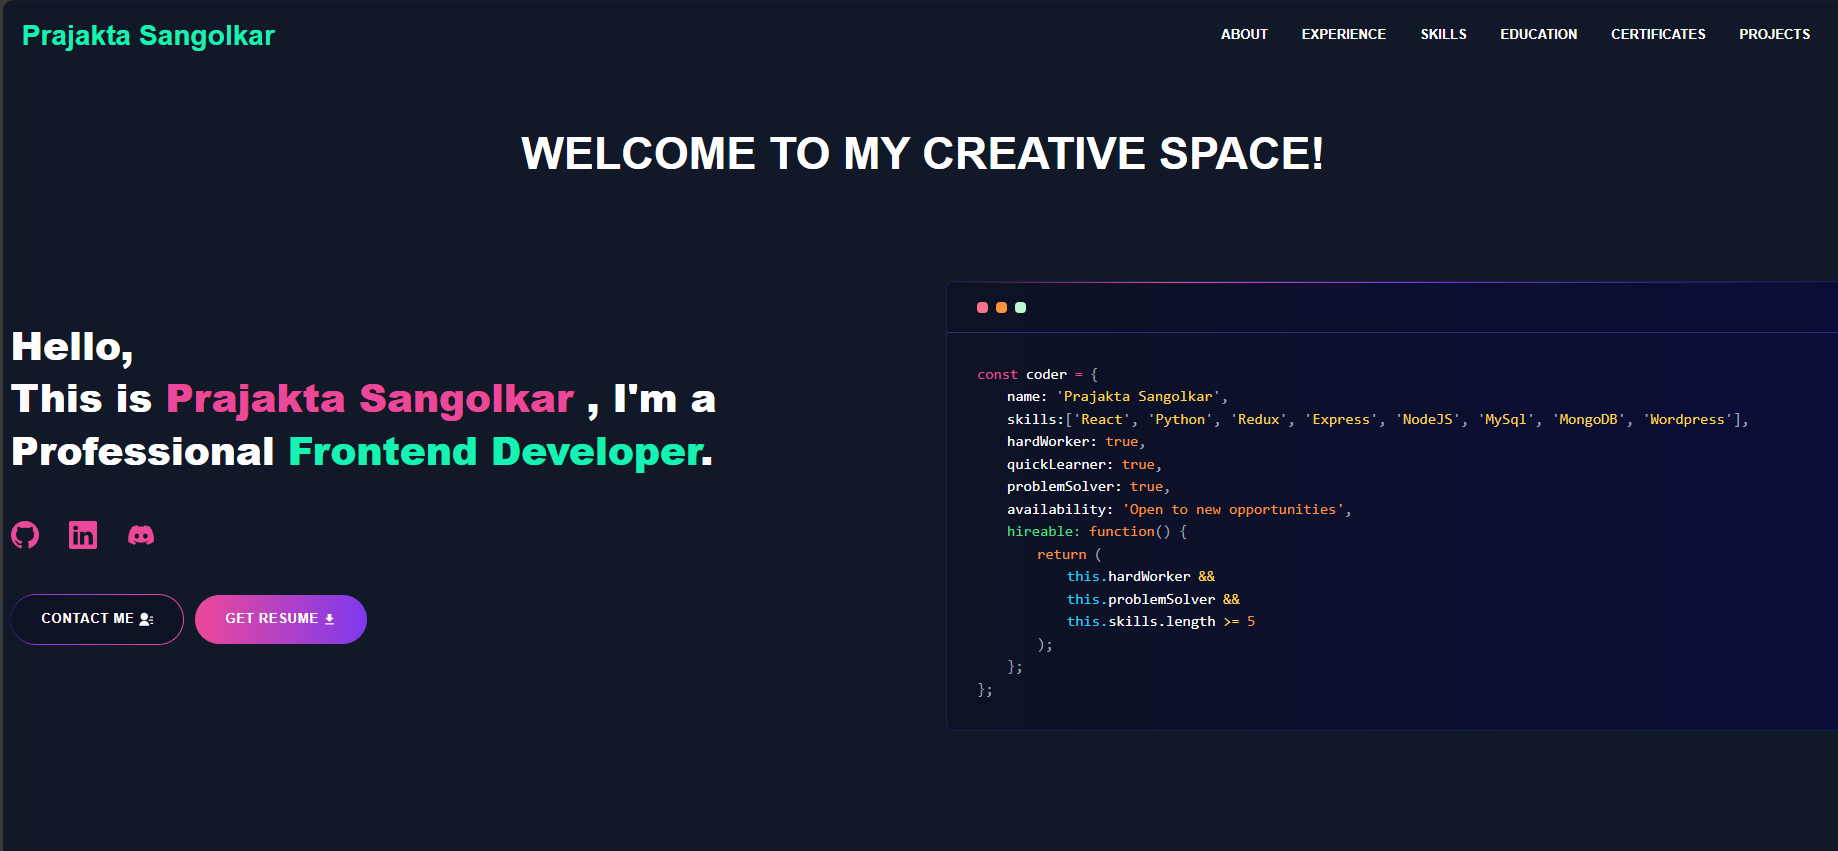 Prajakta Sangolkar
ABOUT EXPERIENCE SKILLS EDUCATION CERTIFICATES PROJECTS
WELCOME TO MY CREATIVE SPACE!
Hello,
This is Prajakta Sangolkar , I'm a
Professional Frontend Developer.
CONTACT ME
GET RESUME
const coder = {
name: 'Prajakta Sangolkar',
skills:['React', 'Python', 'Redux', 'Express', 'NodeJS', 'MySql', 'MongoDB', 'Wordpress'],
hardWorker: true,
quickLearner: true,
problemSolver: true,
availability: 'Open to new opportunities',
hireable: function() {
return (
this.hardWorker &&
this.problemSolver &&
this.skills.length >= 5
);
};
};